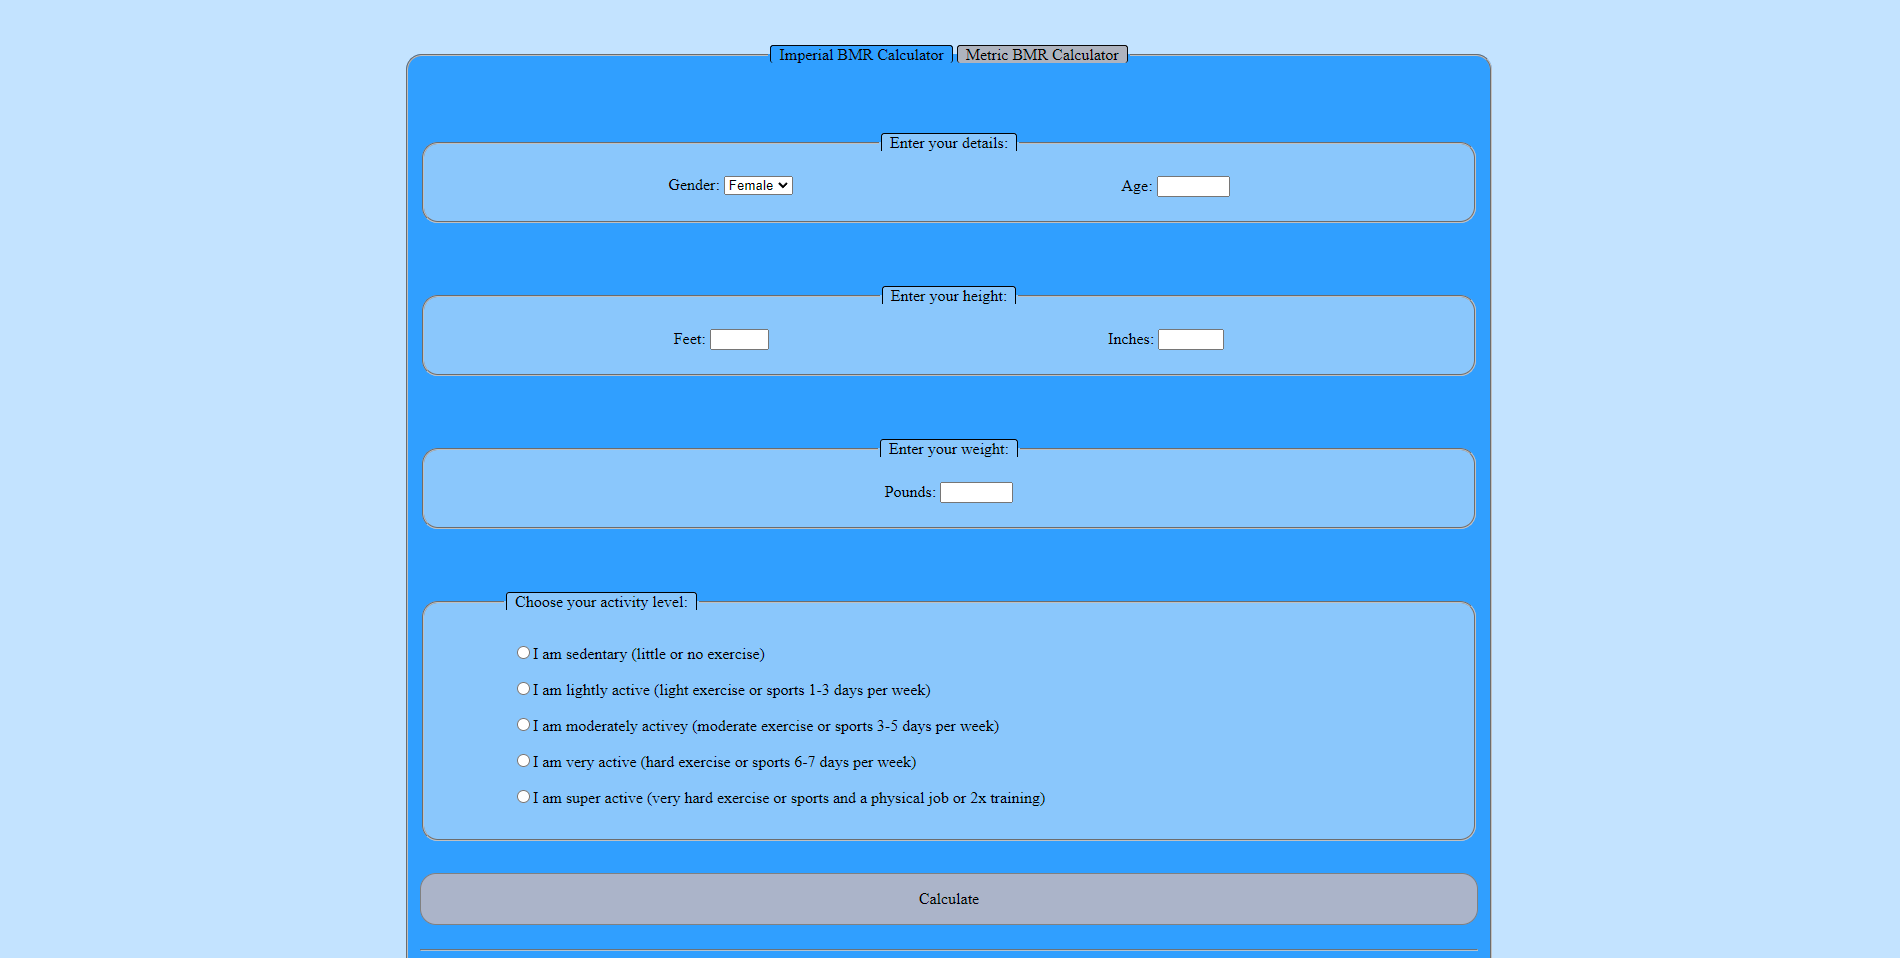 Imperial BMR Calculator Metric BMR Calculator
Enter your details:
Gender: Female Age:
Enter your height:
Feet: Inches:
Enter your weight:
Pounds:
Choose your activity level:
I am sedentary (little or no exercise)
I am lightly active (light exercise or sports 1-3 days per week)
I am moderately activey (moderate exercise or sports 3-5 days per week)
I am very active (hard exercise or sports 6-7 days per week)
I am super active (very hard exercise or sports and a physical job or 2x training)
Calculate